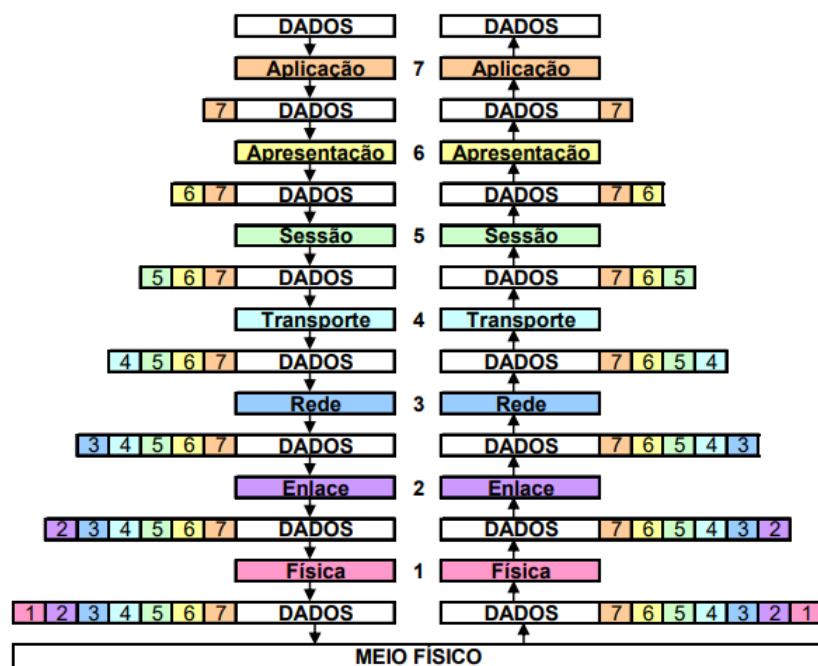 DADOS DADOS
Aplicação 7 Aplicação
7 DADOS DADOS 7
Apresentação 6 Apresentação
6 7 DADOS DADOS 7 6
Sessão 5 Sessão
5 6 7 DADOS DADOS 7 6 5
Transporte 4 Transporte
4 5 6 7 DADOS DADOS 7 6 5 4
Rede 3 Rede
3 4 5 6 7 DADOS DADOS 7 6 5 4 3
Enlace 2 Enlace
2 3 4 5 6 7 DADOS DADOS 7 6 5 4 3 2
Física 1 Física
1 2 3 4 5 6 7 DADOS DADOS 7 6 5 4 3 2 1
MEIO FÍSICO